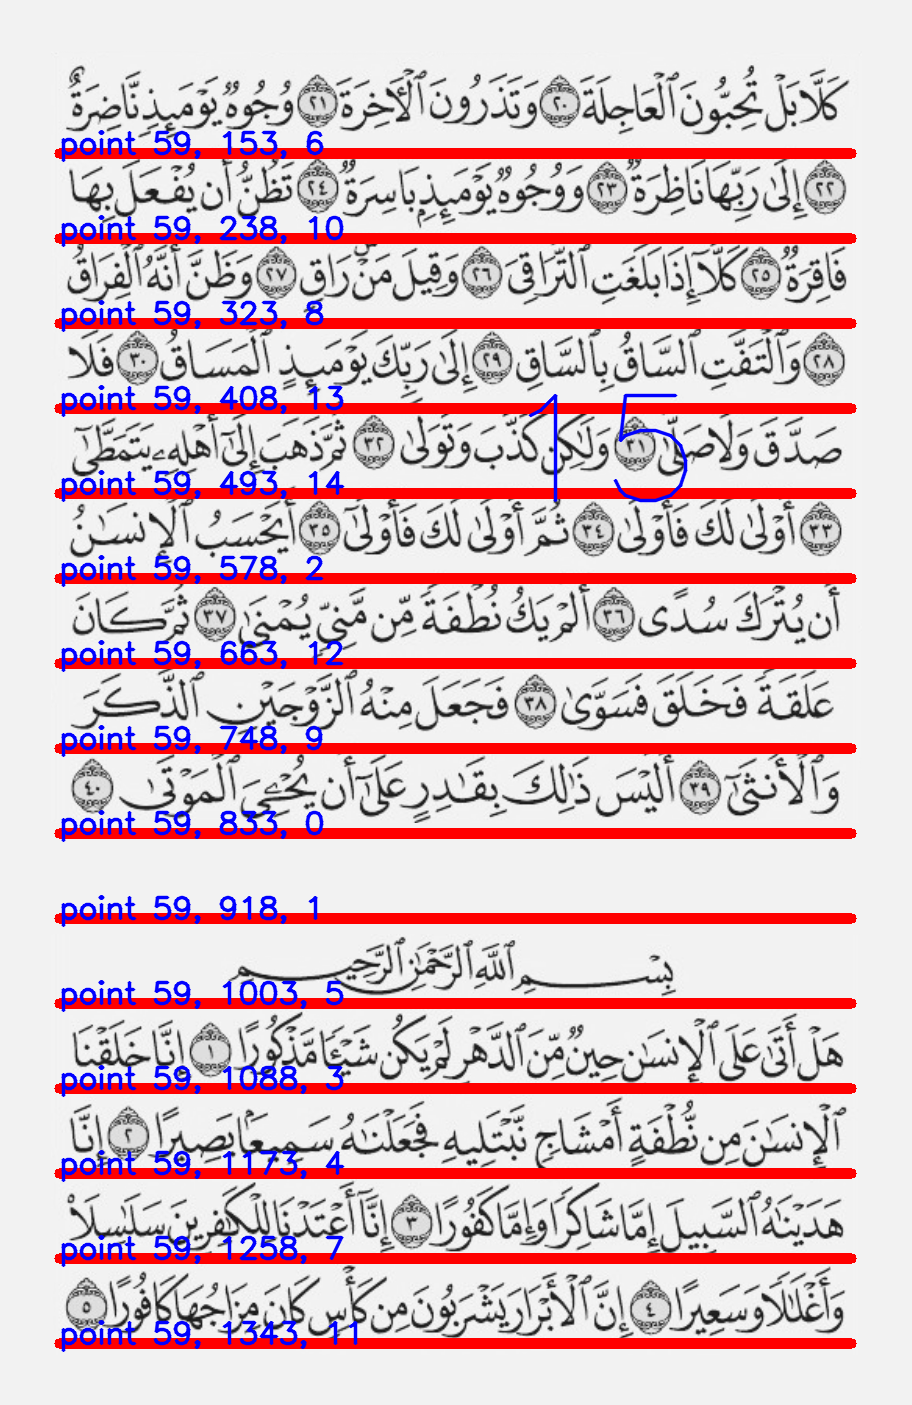 كَلَّا بَلْ تُحِبُّونَ ٱلْعَاجِلَةَ ٢٠ وَتَذَرُونَ ٱلْأَخِرَةَ ٢١ وُجُوهٌ يَوْمَئِذٍ نَّاضِرَةٌ
point 59, 153, 6
٢٢ إِلَىٰ رَبِّهَا نَاظِرَةٌ ٢٣ وَوُجُوهٌ يَوْمَئِذٍ بَاسِرَةٌ ٢٤ تَظُنُّ أَن يُفْعَلَ بِهَا
point 59, 238, 10
فَاقِرَةٌ ٢٥ كَلَّآ إِذَا بَلَغَتِ ٱلتَّرَاقِىَ ٢٦ وَقِيلَ مَنْ ۜ رَاقٍ ٢٧ وَظَنَّ أَنَّهُ ٱلْفِرَاقُ
point 59, 323, 8
٢٨ وَٱلْتَفَّتِ ٱلسَّاقُ بِٱلسَّاقِ ٢٩ إِلَىٰ رَبِّكَ يَوْمَئِذٍ ٱلْمَسَاقُ ٣٠ فَلَا
point 59, 408, 13
15
صَدَّقَ وَلَا صَلَّىٰ ٣١ وَلَٰكِن كَذَّبَ وَتَوَلَّىٰ ٣٢ ثُمَّ ذَهَبَ إِلَىٰٓ أَهْلِهِۦ يَتَمَطَّىٰٓ
point 59, 493, 14
٣٣ أَوْلَىٰ لَكَ فَأَوْلَىٰ ٣٤ ثُمَّ أَوْلَىٰ لَكَ فَأَوْلَىٰٓ ٣٥ أَيَحْسَبُ ٱلْإِنسَـٰنُ
point 59, 578, 2
أَن يُتْرَكَ سُدًى ٣٦ أَلَمْ يَكُ نُطْفَةً مِّن مَّنِىٍّ يُمْنَىٰ ٣٧ ثُمَّ كَانَ
point 59, 663, 12
عَلَقَةً فَخَلَقَ فَسَوَّىٰ ٣٨ فَجَعَلَ مِنْهُ ٱلزَّوْجَيْنِ ٱلذَّكَرَ
point 59, 748, 9
وَٱلْأُنثَىٰٓ ٣٩ أَلَيْسَ ذَٰلِكَ بِقَـٰدِرٍ عَلَىٰٓ أَن يُحْـِۧىَ ٱلْمَوْتَىٰ ٤٠
point 59, 833, 0
point 59, 918, 1
بِسْمِ ٱللَّهِ ٱلرَّحْمَـٰنِ ٱلرَّحِيمِ
point 59, 1003, 5
هَلْ أَتَىٰ عَلَى ٱلْإِنسَـٰنِ حِينٌ مِّنَ ٱلدَّهْرِ لَمْ يَكُن شَيْـًٔا مَّذْكُورًا ١ إِنَّا خَلَقْنَا
point 59, 1088, 3
ٱلْإِنسَـٰنَ مِن نُّطْفَةٍ أَمْشَاجٍ نَّبْتَلِيهِ فَجَعَلْنَـٰهُ سَمِيعًۢا بَصِيرًا ٢ إِنَّا
point 59, 1173, 4
هَدَيْنَـٰهُ ٱلسَّبِيلَ إِمَّا شَاكِرًا وَإِمَّا كَفُورًا ٣ إِنَّآ أَعْتَدْنَا لِلْكَـٰفِرِينَ سَلَـٰسِلَا۟
point 59, 1258, 7
وَأَغْلَـٰلًا وَسَعِيرًا ٤ إِنَّ ٱلْأَبْرَارَ يَشْرَبُونَ مِن كَأْسٍ كَانَ مِزَاجُهَا كَافُورًا ٥
point 59, 1343, 11